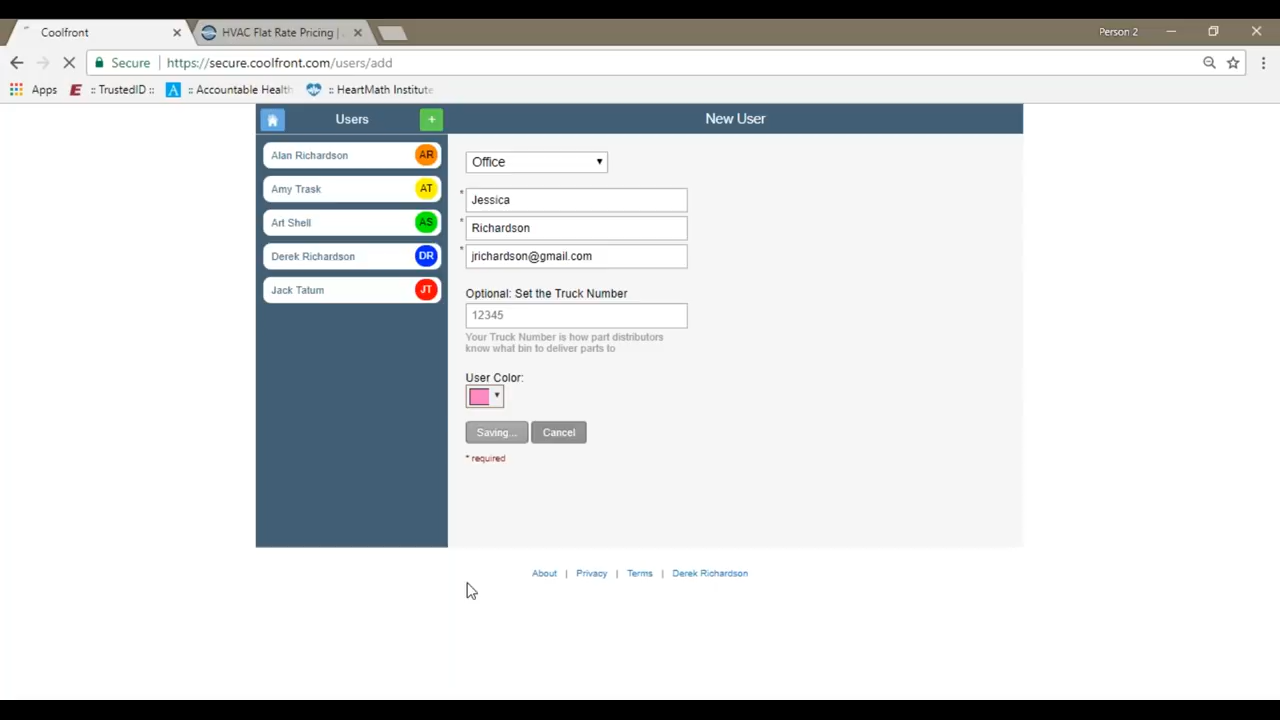 Coolfront
HVAC Flat Rate Pricing |
Person 2
Secure
https://secure.coolfront.com/users/add
Apps
:: TrustedID ::
:: Accountable Health
:: HeartMath Institute
Users
+
New User
Alan Richardson AR
Amy Trask AT
Art Shell AS
Derek Richardson DR
Jack Tatum JT
Office
* Jessica
* Richardson
* jrichardson@gmail.com
Optional: Set the Truck Number
12345
Your Truck Number is how part distributors
know what bin to deliver parts to
User Color:
Saving... Cancel
* required
About | Privacy | Terms | Derek Richardson